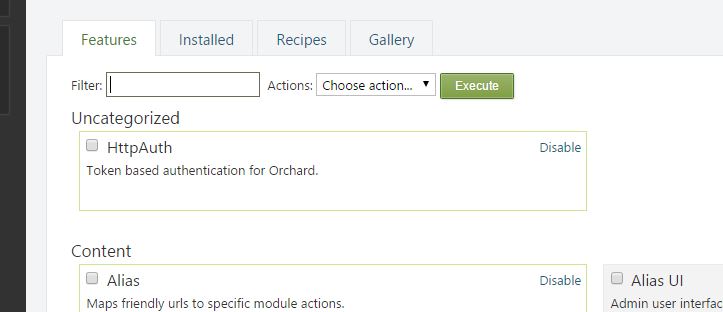 Features Installed Recipes Gallery
Filter: Actions: Choose action... Execute
Uncategorized
HttpAuth Disable
Token based authentication for Orchard.
Content
Alias Disable Alias UI
Maps friendly urls to specific module actions. Admin user interfac